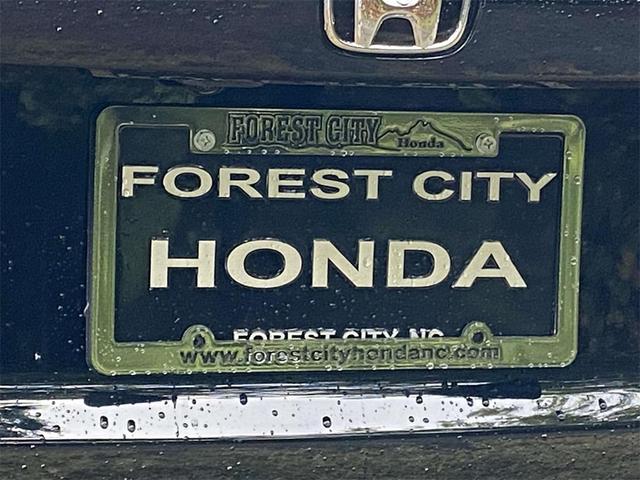 FOREST CITY
Honda
FOREST CITY
HONDA
FOREST CITY, NC
www.forestcityhondanc.com